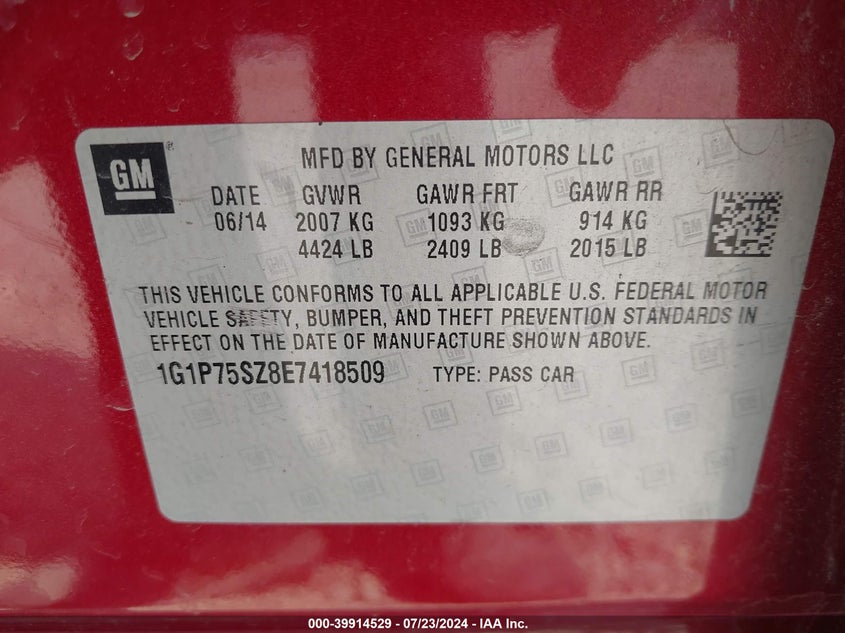 GM
MFD BY GENERAL MOTORS LLC
DATE GVWR GAWR FRT GAWR RR
06/14 2007 KG 1093 KG 914 KG
4424 LB 2409 LB 2015 LB
THIS VEHICLE CONFORMS TO ALL APPLICABLE U.S. FEDERAL MOTOR
VEHICLE SAFETY, BUMPER, AND THEFT PREVENTION STANDARDS IN
EFFECT ON THE DATE OF MANUFACTURE SHOWN ABOVE.
1G1P75SZ8E7418509 TYPE: PASS CAR
000-39914529 - 07/23/2024 - IAA Inc.